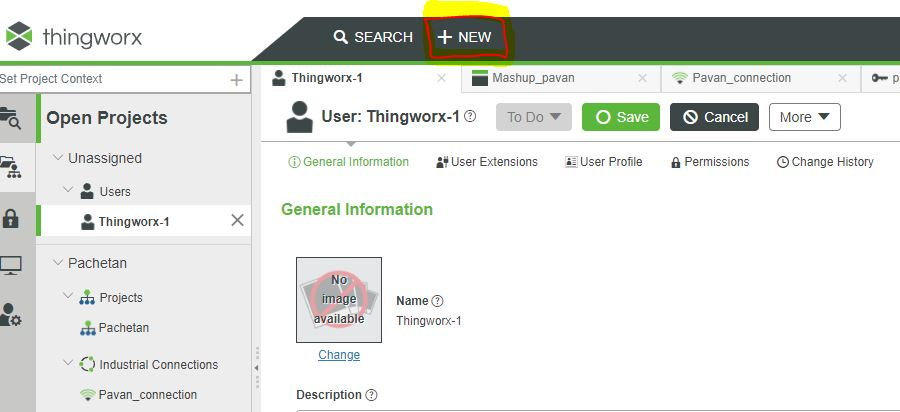 thingworx
SEARCH
+ NEW
Set Project Context +
Thingworx-1
Mashup_pavan
Pavan_connection
p
Open Projects
User: Thingworx-1
To Do
Save
Cancel
More
Unassigned
General Information
User Extensions
User Profile
Permissions
Change History
Users
Thingworx-1
General Information
Pachetan
No
image
available
Name
Projects
Thingworx-1
Pachetan
Change
Industrial Connections
Pavan_connection
Description